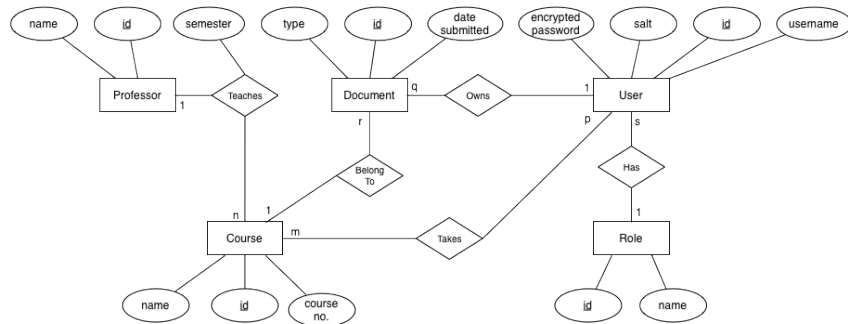 name
id
semester
type
id
date
submitted
encrypted
password
salt
id
username
Professor
1
Teaches
Document
q
Owns
1
User
r
p
s
Belong
To
Has
n
1
m
1
Course
Takes
Role
name
id
course
no.
id
name